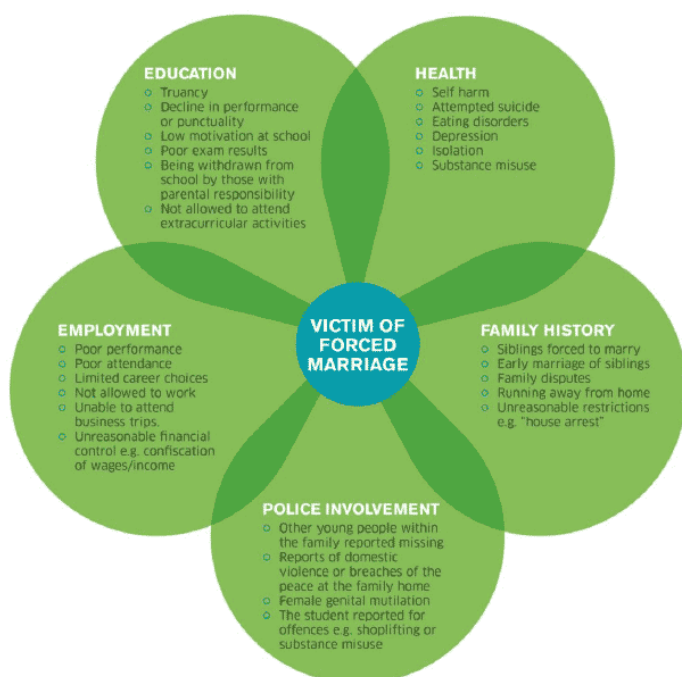 EDUCATION
Truancy
Decline in performance
or punctuality
Low motivation at school
Poor exam results
Being withdrawn from
school by those with
parental responsibility
Not allowed to attend
extracurricular activities
HEALTH
Self harm
Attempted suicide
Eating disorders
Depression
Isolation
Substance misuse
VICTIM OF
FORCED
MARRIAGE
EMPLOYMENT
Poor performance
Poor attendance
Limited career choices
Not allowed to work
Unable to attend
business trips.
Unreasonable financial
control e.g. confiscation
of wages/income
FAMILY HISTORY
Siblings forced to marry
Early marriage of siblings
Family disputes
Running away from home
Unreasonable restrictions
e.g. "house arrest"
POLICE INVOLVEMENT
Other young people within
the family reported missing
Reports of domestic
violence or breaches of the
peace at the family home
Female genital mutilation
The student reported for
offences e.g. shoplifting or
substance misuse